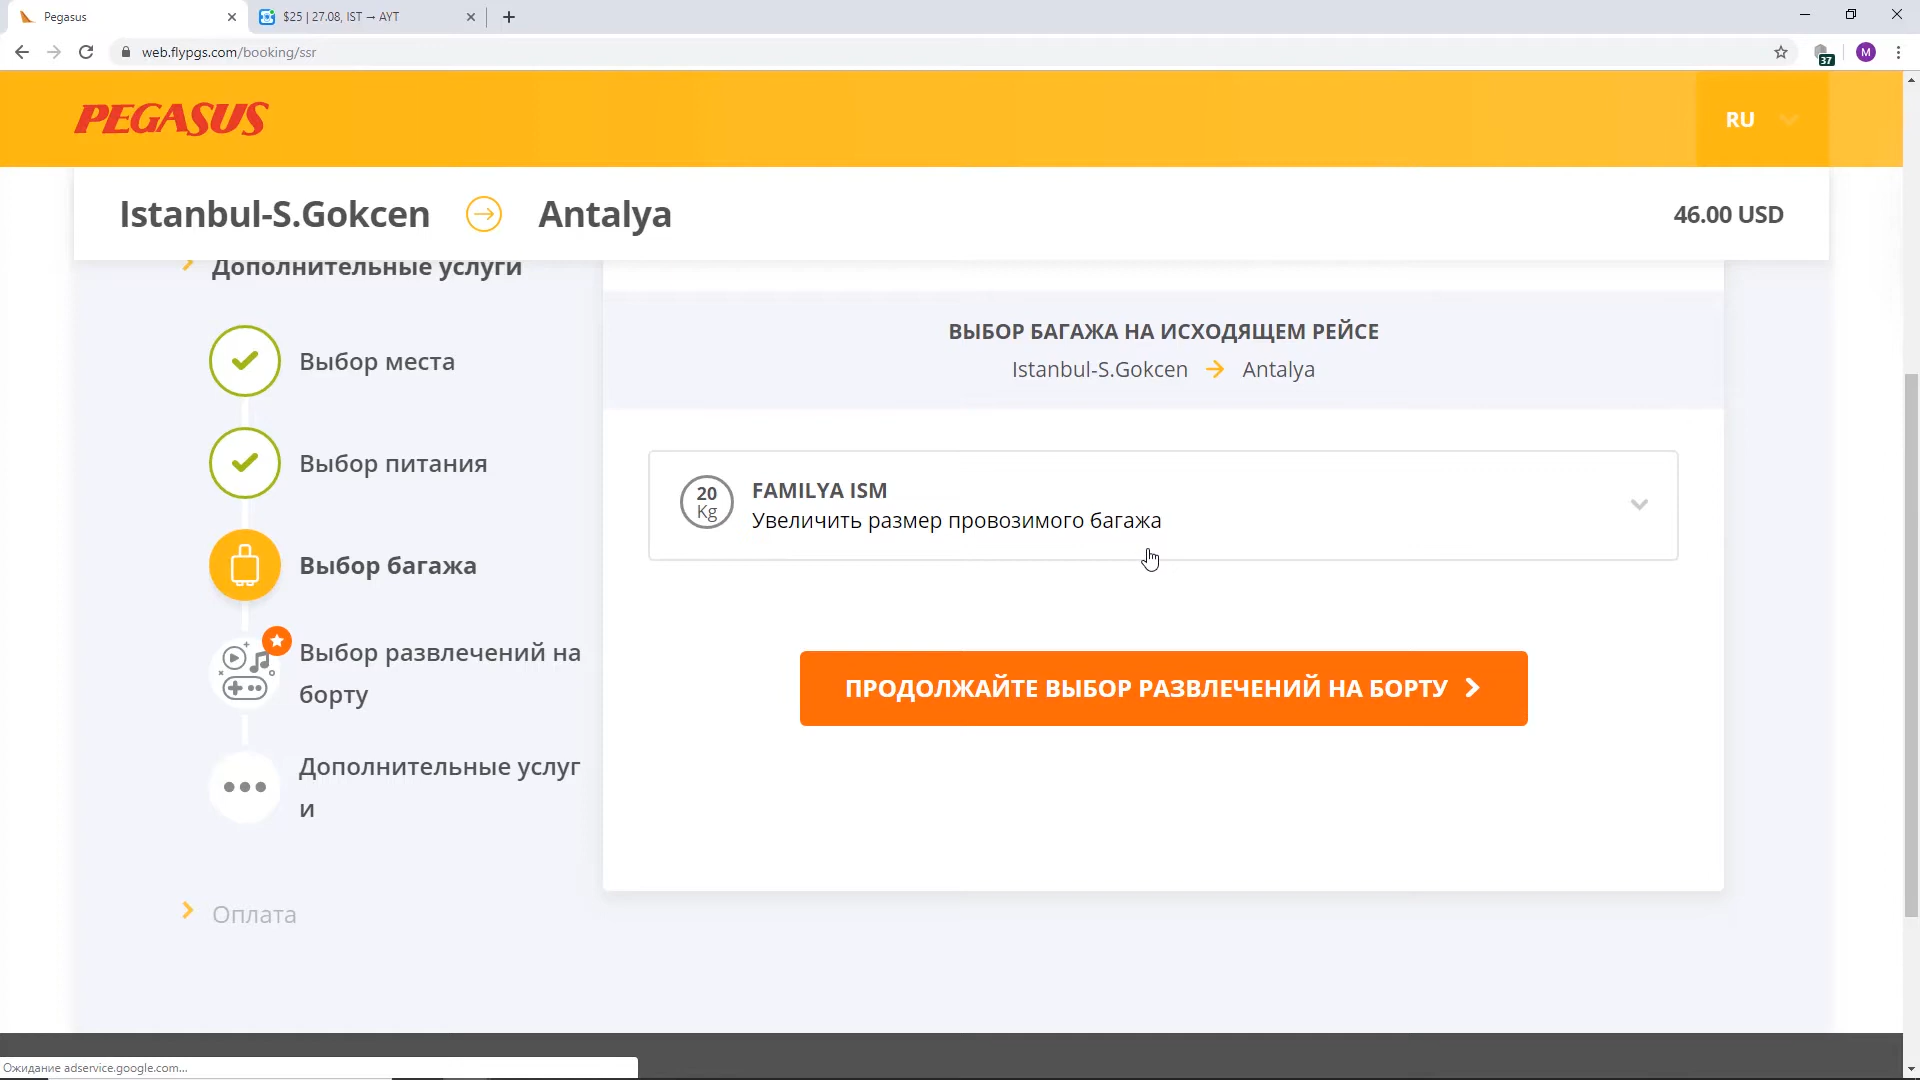 Pegasus
$25 | 27.08, IST → AYT
web.flypgs.com/booking/ssr
37
M
PEGASUS
RU
Istanbul-S.Gokcen
Antalya
46.00 USD
Дополнительные услуги
Выбор места
Выбор питания
Выбор багажа
Выбор развлечений на
борту
Дополнительные услуг
и
Оплата
ВЫБОР БАГАЖА НА ИСХОДЯЩЕМ РЕЙСЕ
Istanbul-S.Gokcen → Antalya
20
Kg
FAMILYA ISM
Увеличить размер провозимого багажа
ПРОДОЛЖАЙТЕ ВЫБОР РАЗВЛЕЧЕНИЙ НА БОРТУ
Ожидание adservice.google.com...